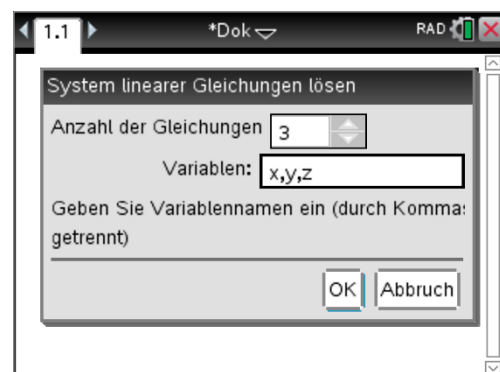 1.1 *Dok RAD
System linearer Gleichungen lösen
Anzahl der Gleichungen 3
Variablen: x,y,z
Geben Sie Variablennamen ein (durch Kommas
getrennt)
OK Abbruch